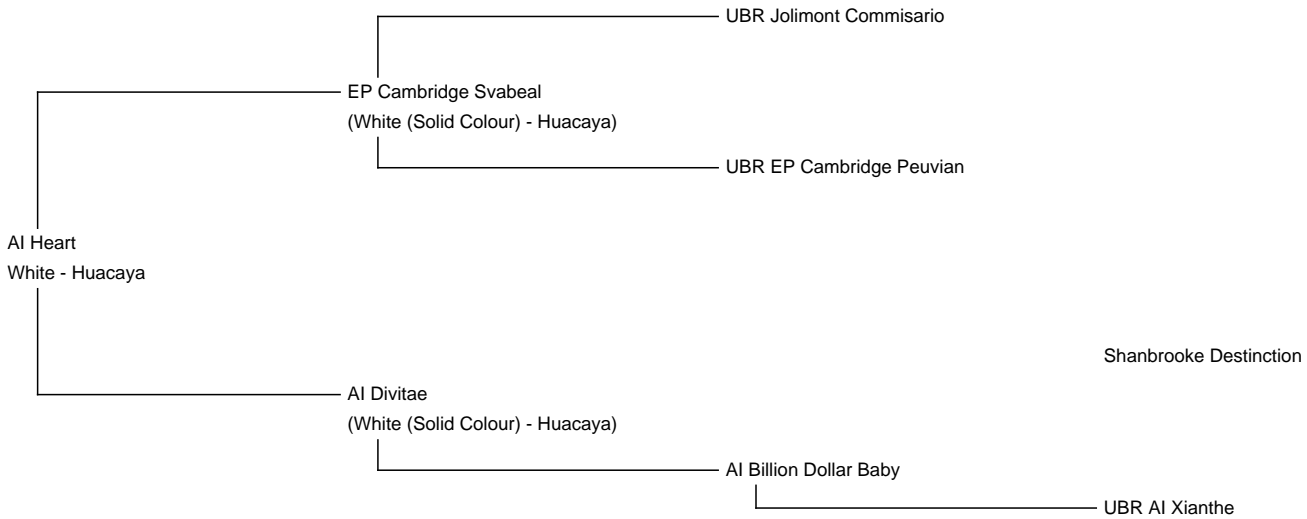 UBR Jolimont Commisario
EP Cambridge Svabeal
(White (Solid Colour) - Huacaya)
UBR EP Cambridge Peuvian
AI Heart
White - Huacaya
Shanbrooke Destinction
AI Divitae
(White (Solid Colour) - Huacaya)
AI Billion Dollar Baby
UBR AI Xianthe